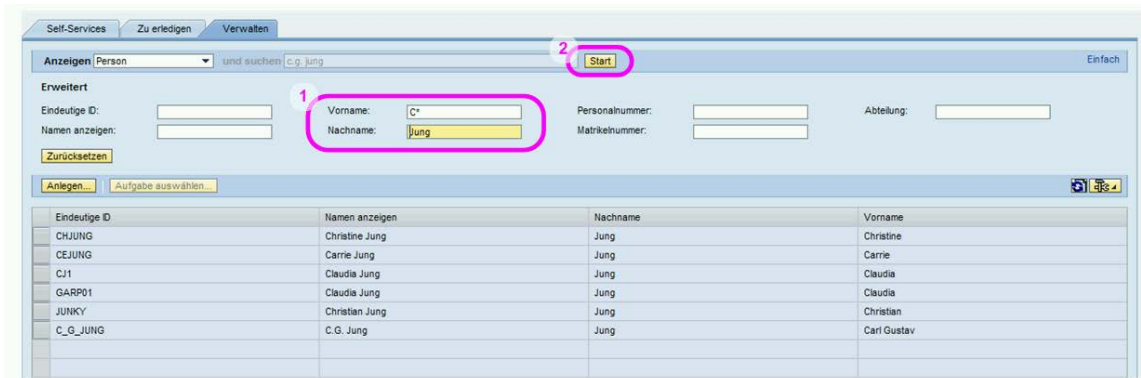 Self-Services Zu erledigen Verwalten
2
Anzeigen Person und suchen c.g. jung Start Einfach
Erweitert
1
Eindeutige ID: Vorname: C* Personalnummer: Abteilung:
Namen anzeigen: Nachname: Jung Matrikelnummer:
Zurücksetzen
Anlegen... Aufgabe auswählen...
Eindeutige ID Namen anzeigen Nachname Vorname
CHJUNG Christine Jung Jung Christine
CEJUNG Carrie Jung Jung Carrie
CJ1 Claudia Jung Jung Claudia
GARP01 Claudia Jung Jung Claudia
JUNKY Christian Jung Jung Christian
C_G_JUNG C.G. Jung Jung Carl Gustav